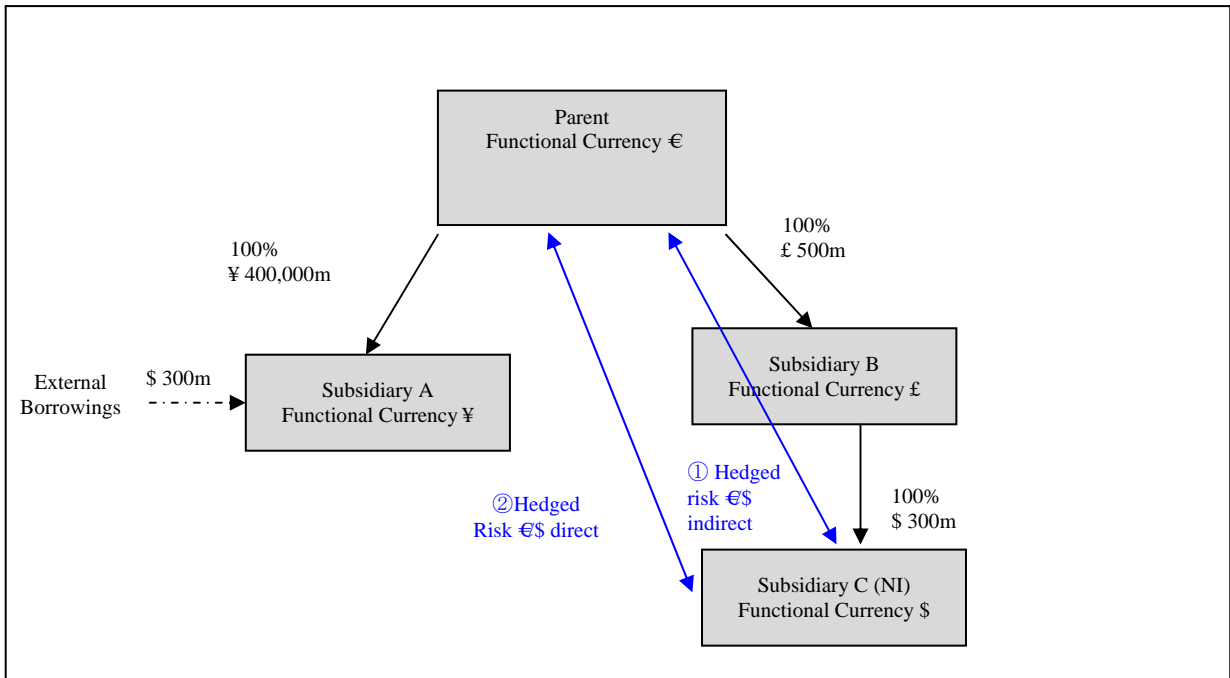 Parent
Functional Currency €
100%
¥ 400,000m
100%
£ 500m
External
Borrowings
$ 300m
Subsidiary A
Functional Currency ¥
Subsidiary B
Functional Currency £
②Hedged
Risk €/$ direct
① Hedged
risk €/$
indirect
100%
$ 300m
Subsidiary C (NI)
Functional Currency $